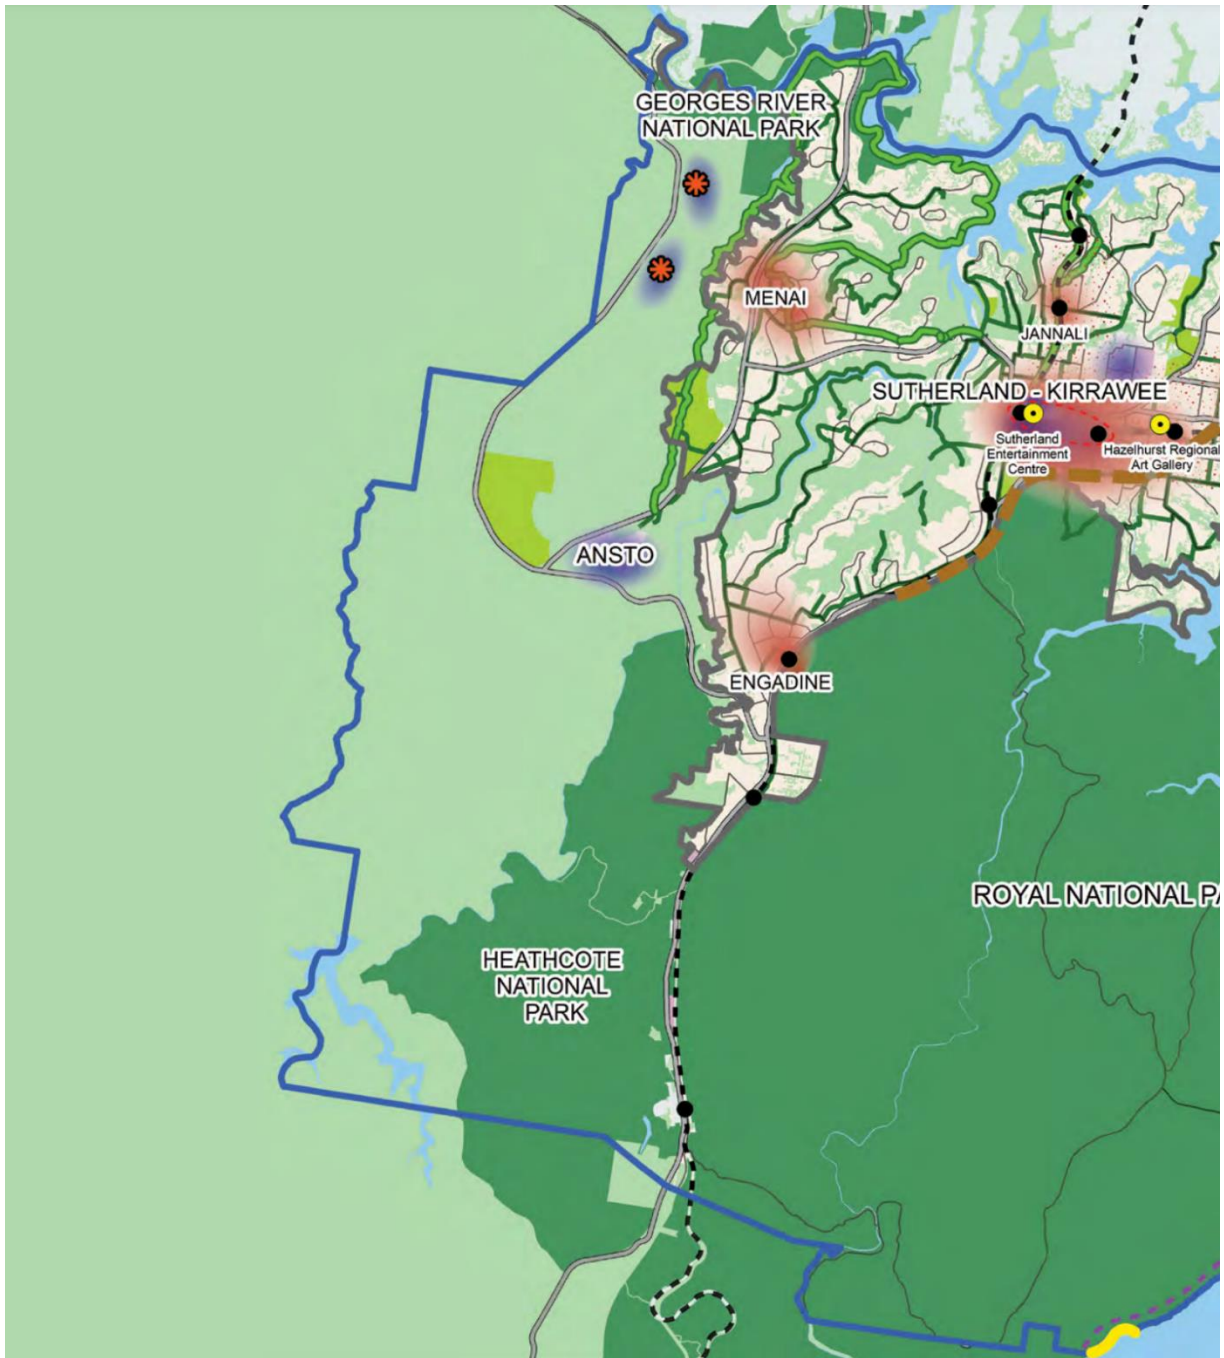 GEORGES RIVER
NATIONAL PARK
MENAI
JANNALI
SUTHERLAND - KIRRAWEE
Sutherland
Entertainment
Centre
Hazelhurst Regional
Art Gallery
ANSTO
ENGADINE
ROYAL NATIONAL PA
HEATHCOTE
NATIONAL
PARK